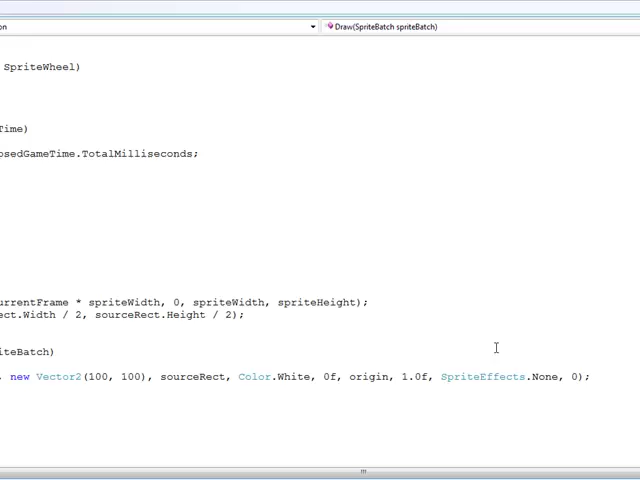 on Draw(SpriteBatch spriteBatch)
SpriteWheel)
Time)
osedGameTime.TotalMilliseconds;
urrentFrame * spriteWidth, 0, spriteWidth, spriteHeight);
ect.Width / 2, sourceRect.Height / 2);
iteBatch)
, new Vector2(100, 100), sourceRect, Color.White, 0f, origin, 1.0f, SpriteEffects.None, 0);